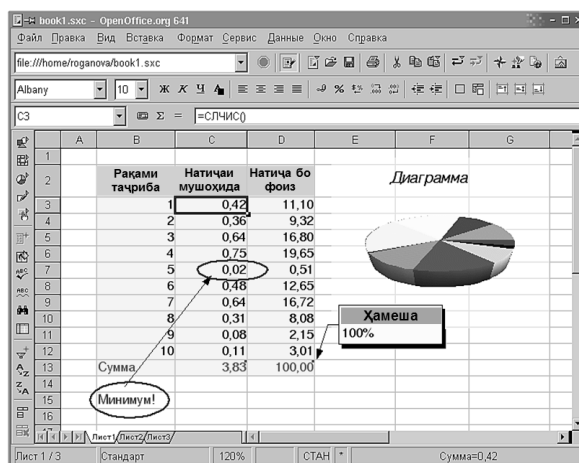 book1.sxc - OpenOffice.org 641
Файл Правка Вид Вставка Формат Сервис Данные Окно Справка
file:///home/roganova/book1.sxc
Albany 10 Ж К Ч
C3 Σ = =СЛЧИС()
A B C D E F G
1
2 Рақами таҷриба Натиҷаи мушоҳида Натиҷа бо фоиз Диаграмма
3 1 0,42 11,10
4 2 0,36 9,32
5 3 0,64 16,80
6 4 0,75 19,65
7 5 0,02 0,51
8 6 0,48 12,65
9 7 0,64 16,72
10 8 0,31 8,08 Ҳамеша
11 9 0,08 2,15 100%
12 10 0,11 3,01
13 Сумма 3,83 100,00
14
15 Минимум!
16
Лист1 Лист2 Лист3
Лист 1 / 3 Стандарт 120% СТАН * Сумма=0,42